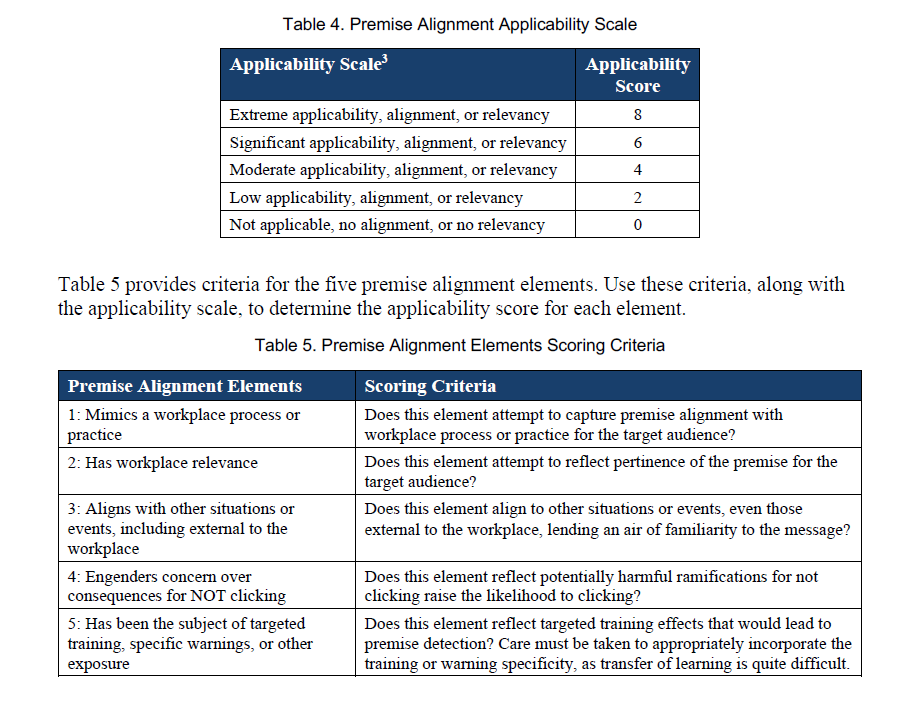 Table 4. Premise Alignment Applicability Scale
Applicability Scale3
Applicability
Score
Extreme applicability, alignment, or relevancy
8
Significant applicability, alignment, or relevancy
6
Moderate applicability, alignment, or relevancy
4
Low applicability, alignment, or relevancy
2
Not applicable, no alignment, or no relevancy
0
Table 5 provides criteria for the five premise alignment elements. Use these criteria, along with
the applicability scale, to determine the applicability score for each element.
Table 5. Premise Alignment Elements Scoring Criteria
Premise Alignment Elements
Scoring Criteria
1: Mimics a workplace process or
practice
Does this element attempt to capture premise alignment with
workplace process or practice for the target audience?
2: Has workplace relevance
Does this element attempt to reflect pertinence of the premise for the
target audience?
3: Aligns with other situations or
events, including external to the
workplace
Does this element align to other situations or events, even those
external to the workplace, lending an air of familiarity to the message?
4: Engenders concern over
consequences for NOT clicking
Does this element reflect potentially harmful ramifications for not
clicking raise the likelihood to clicking?
5: Has been the subject of targeted
training, specific warnings, or other
exposure
Does this element reflect targeted training effects that would lead to
premise detection? Care must be taken to appropriately incorporate the
training or warning specificity, as transfer of learning is quite difficult.